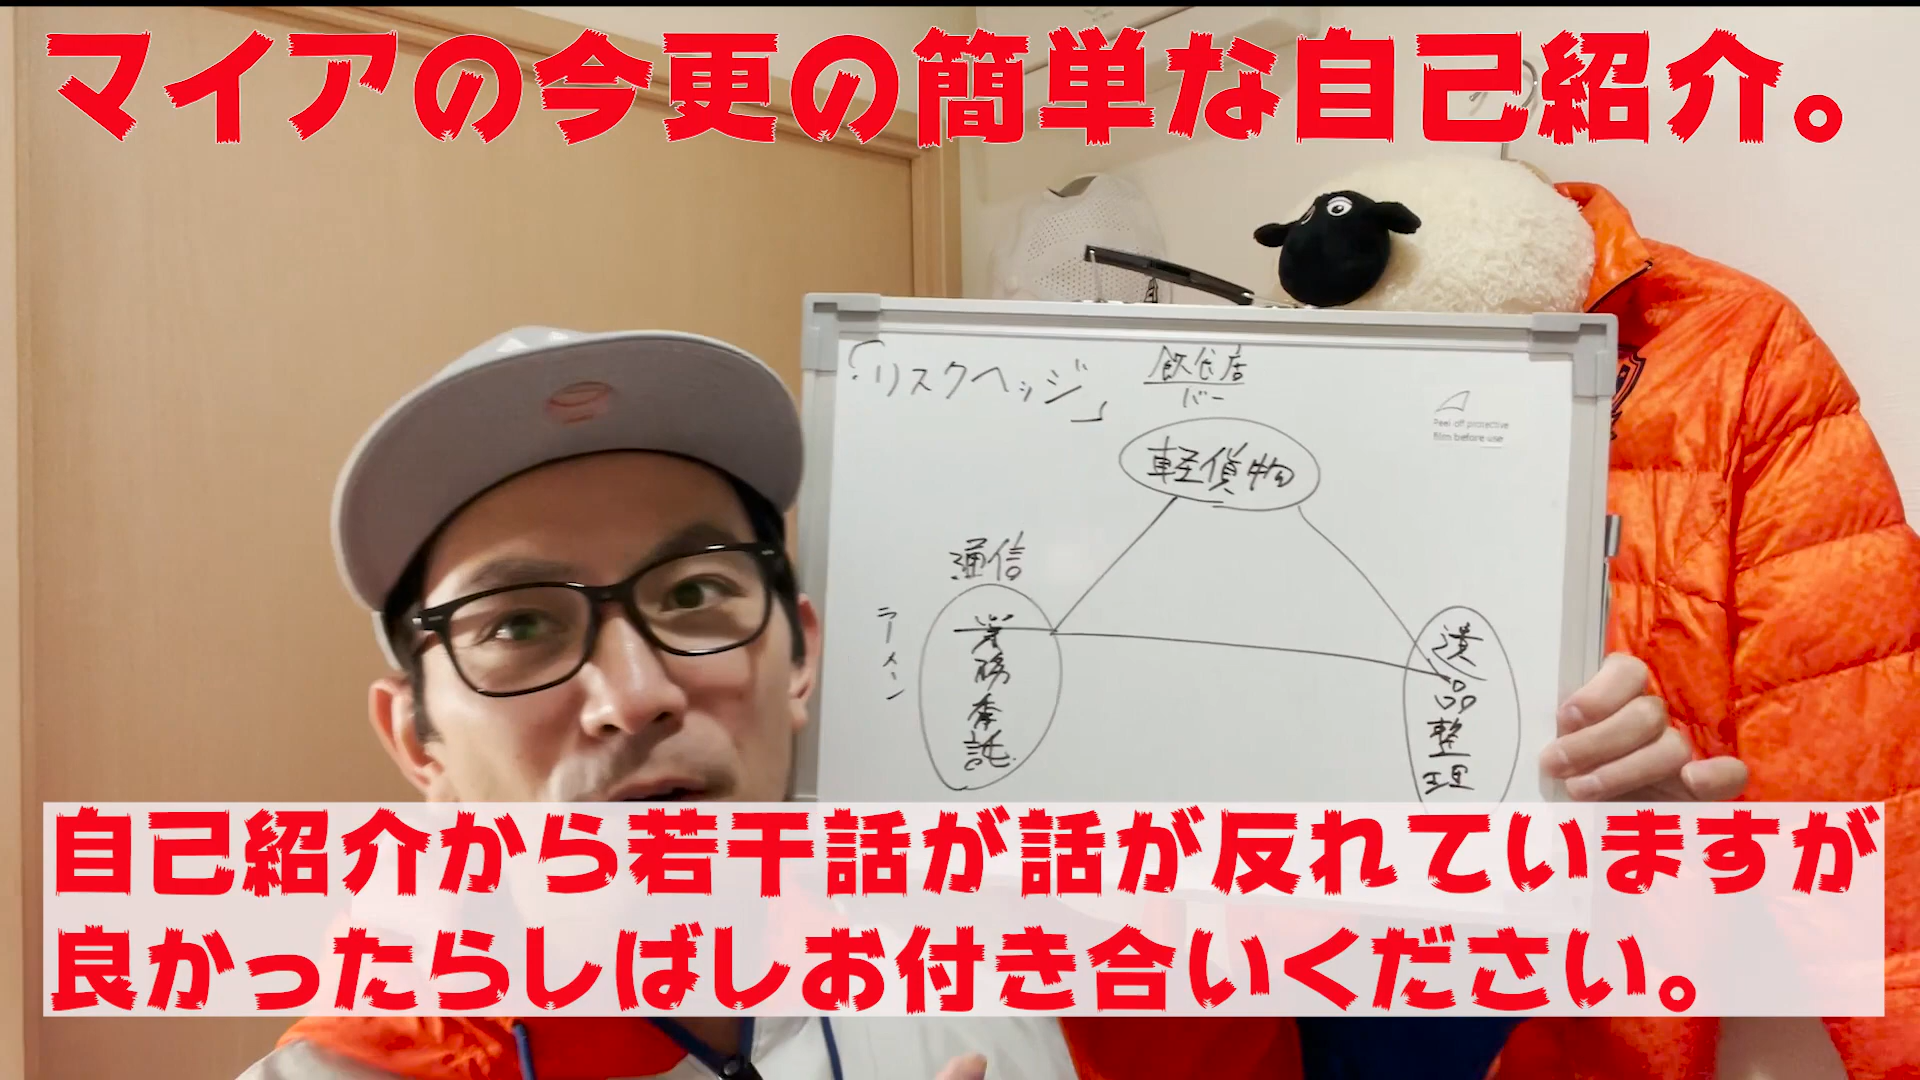 マイアの今更の簡単な自己紹介。
「リスクヘッジ」
飲食店
バー
軽貨物
Peel off protective
film before use
通信
ラーメン
業務委託
遺品整理
自己紹介から若干話が話が反れていますが
良かったらしばしお付き合いください。